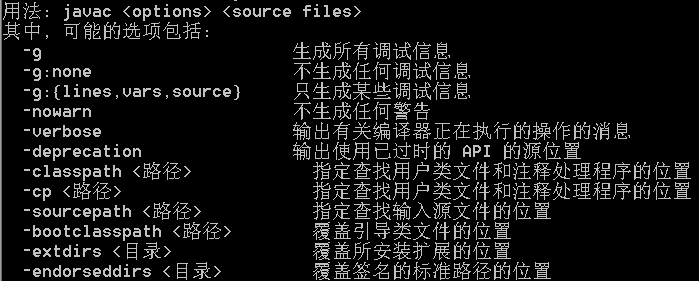 用法: javac <options> <source files>
其中, 可能的选项包括:
-g 生成所有调试信息
-g:none 不生成任何调试信息
-g:{lines,vars,source} 只生成某些调试信息
-nowarn 不生成任何警告
-verbose 输出有关编译器正在执行的操作的消息
-deprecation 输出使用已过时的 API 的源位置
-classpath <路径> 指定查找用户类文件和注释处理程序的位置
-cp <路径> 指定查找用户类文件和注释处理程序的位置
-sourcepath <路径> 指定查找输入源文件的位置
-bootclasspath <路径> 覆盖引导类文件的位置
-extdirs <目录> 覆盖所安装扩展的位置
-endorseddirs <目录> 覆盖签名的标准路径的位置